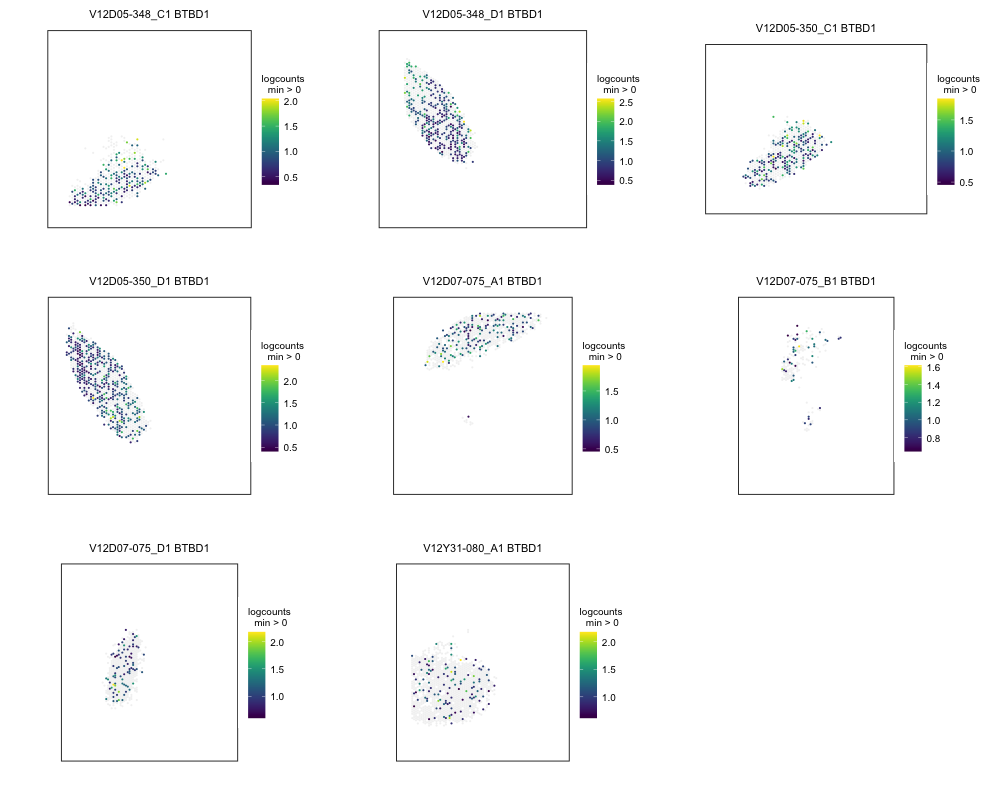 V12D05-348_C1 BTBD1
logcounts
min > 0
2.0
1.5
1.0
0.5
V12D05-348_D1 BTBD1
logcounts
min > 0
2.5
2.0
1.5
1.0
0.5
V12D05-350_C1 BTBD1
logcounts
min > 0
1.5
1.0
0.5
V12D05-350_D1 BTBD1
logcounts
min > 0
2.0
1.5
1.0
0.5
V12D07-075_A1 BTBD1
logcounts
min > 0
1.5
1.0
0.5
V12D07-075_B1 BTBD1
logcounts
min > 0
1.6
1.4
1.2
1.0
0.8
V12D07-075_D1 BTBD1
logcounts
min > 0
2.0
1.5
1.0
V12Y31-080_A1 BTBD1
logcounts
min > 0
2.0
1.5
1.0